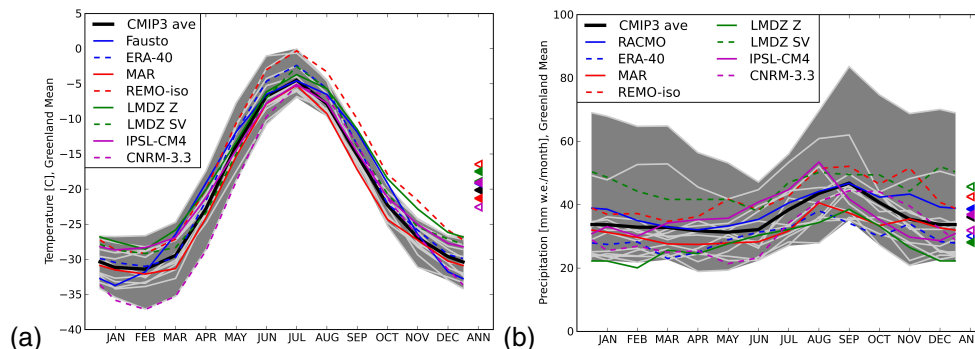 CMIP3 ave
Fausto
ERA-40
MAR
REMO-iso
LMDZ Z
LMDZ SV
IPSL-CM4
CNRM-3.3
Temperature [C], Greenland Mean
5
0
−5
−10
−15
−20
−25
−30
−35
−40
JAN FEB MAR APR MAY JUN JUL AUG SEP OCT NOV DEC ANN
(a)
CMIP3 ave
RACMO
ERA-40
MAR
REMO-iso
LMDZ Z
LMDZ SV
IPSL-CM4
CNRM-3.3
Precipitation [mm w.e./month], Greenland Mean
100
80
60
40
20
0
JAN FEB MAR APR MAY JUN JUL AUG SEP OCT NOV DEC
(b)